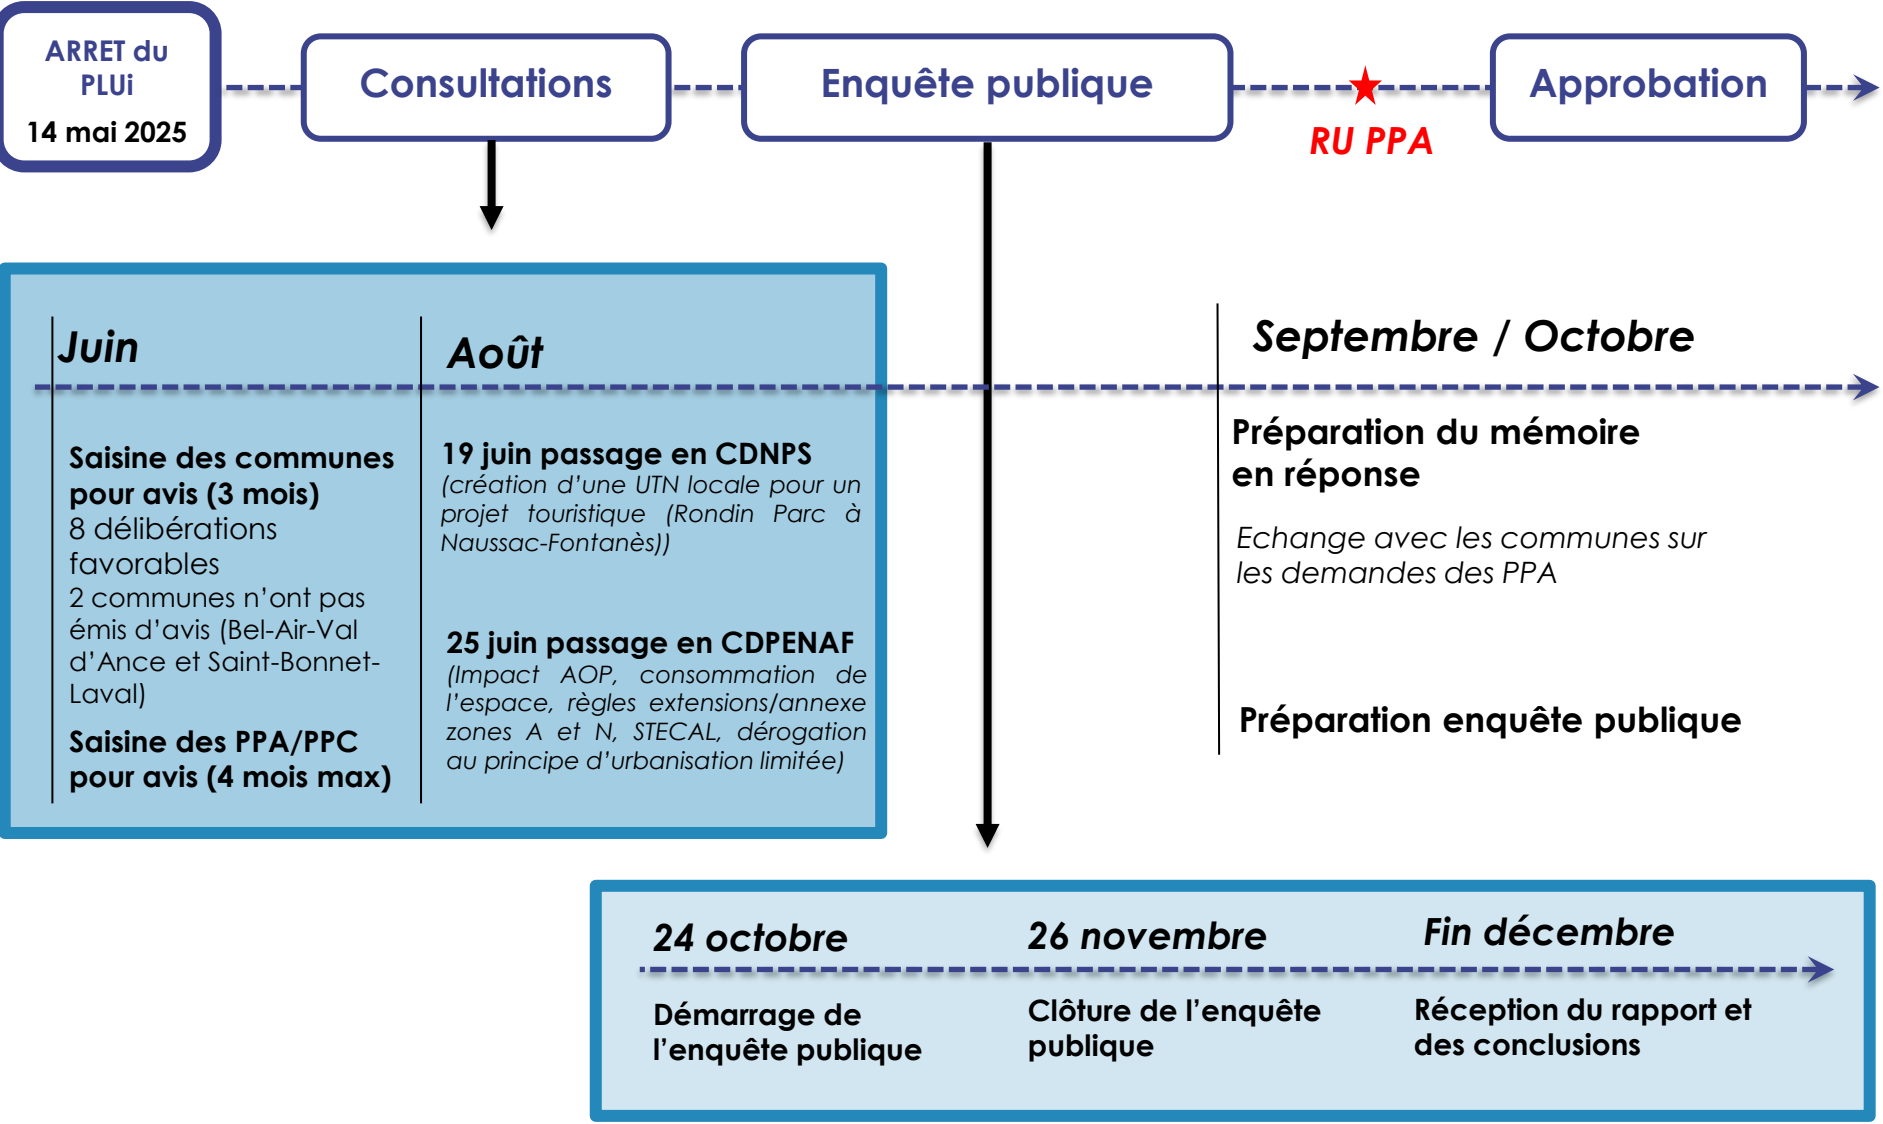 ARRET du
PLUi
14 mai 2025
Consultations
Enquête publique
RU PPA
Approbation
Juin
Saisine des communes
pour avis (3 mois)
8 délibérations
favorables
2 communes n’ont pas
émis d’avis (Bel-Air-Val
d’Ance et Saint-Bonnet-
Laval)
Saisine des PPA/PPC
pour avis (4 mois max)
Août
19 juin passage en CDNPS
(création d’une UTN locale pour un
projet touristique (Rondin Parc à
Naussac-Fontanès))
25 juin passage en CDPENAF
(Impact AOP, consommation de
l’espace, règles extensions/annexe
zones A et N, STECAL, dérogation
au principe d’urbanisation limitée)
Septembre / Octobre
Préparation du mémoire
en réponse
Echange avec les communes sur
les demandes des PPA
Préparation enquête publique
24 octobre
Démarrage de
l’enquête publique
26 novembre
Clôture de l’enquête
publique
Fin décembre
Réception du rapport et
des conclusions